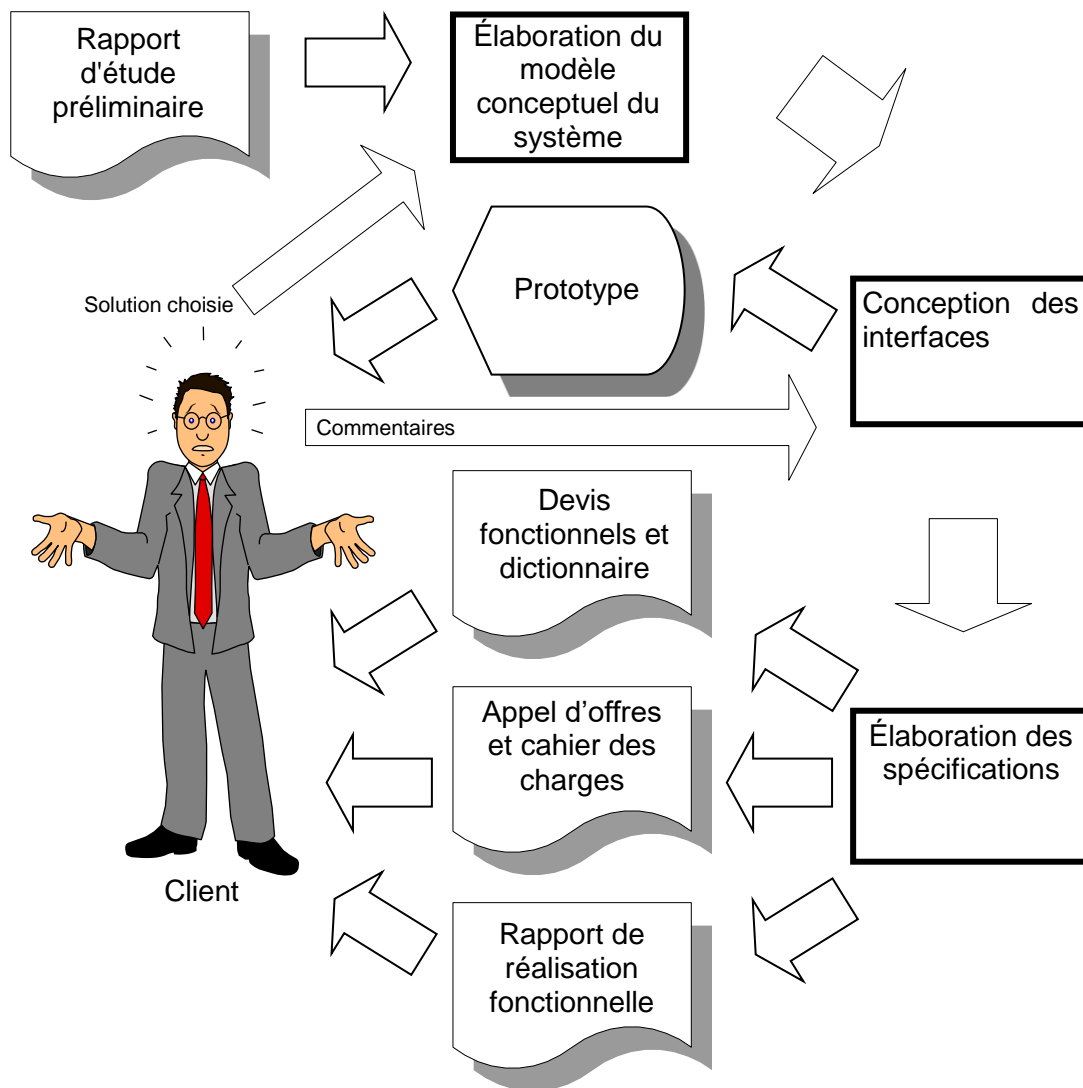 Rapport
d'étude
préliminaire
Élaboration du
modèle
conceptuel du
système
Prototype
Conception des
interfaces
Solution choisie
Commentaires
Devis
fonctionnels et
dictionnaire
Appel d’offres
et cahier des
charges
Élaboration des
spécifications
Client
Rapport de
réalisation
fonctionnelle